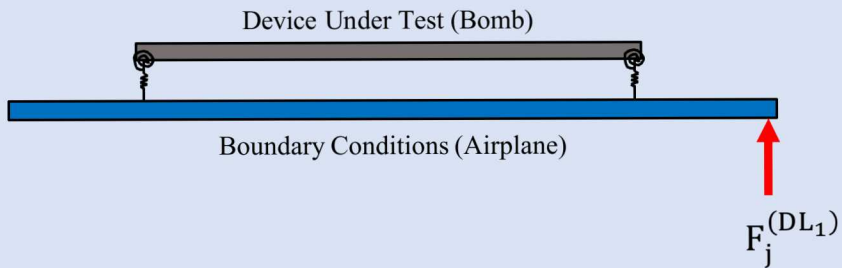 Device Under Test (Bomb)
Boundary Conditions (Airplane)
F_j^(DL_1)